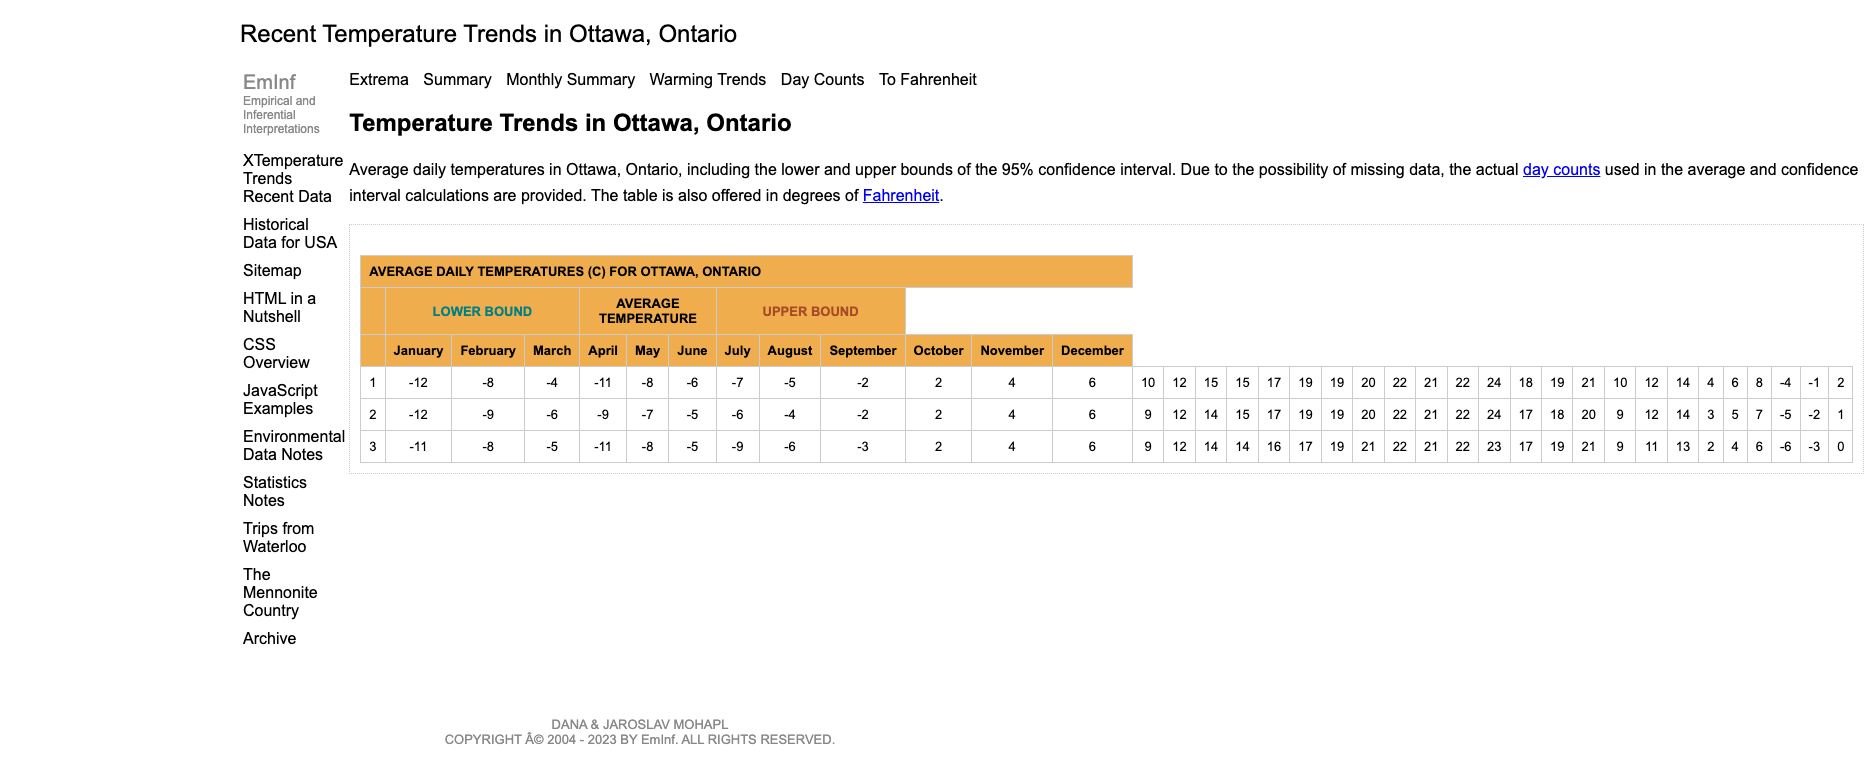 Recent Temperature Trends in Ottawa, Ontario
EmInf
Empirical and
Inferential
Interpretations
XTemperature
Trends
Recent Data
Historical
Data for USA
Sitemap
HTML in a
Nutshell
CSS
Overview
JavaScript
Examples
Environmental
Data Notes
Statistics
Notes
Trips from
Waterloo
The
Mennonite
Country
Archive
Extrema Summary Monthly Summary Warming Trends Day Counts To Fahrenheit
Temperature Trends in Ottawa, Ontario
Average daily temperatures in Ottawa, Ontario, including the lower and upper bounds of the 95% confidence interval. Due to the possibility of missing data, the actual day counts used in the average and confidence
interval calculations are provided. The table is also offered in degrees of Fahrenheit.
AVERAGE DAILY TEMPERATURES (C) FOR OTTAWA, ONTARIO
LOWER BOUND AVERAGE TEMPERATURE UPPER BOUND
January February March April May June July August September October November December
1 -12 -8 -4 -11 -8 -6 -7 -5 -2 2 4 6 10 12 15 15 17 19 19 20 22 21 22 24 18 19 21 10 12 14 4 6 8 -4 -1 2
2 -12 -9 -6 -9 -7 -5 -6 -4 -2 2 4 6 9 12 14 15 17 19 19 20 22 21 22 24 17 18 20 9 12 14 3 5 7 -5 -2 1
3 -11 -8 -5 -11 -8 -5 -9 -6 -3 2 4 6 9 12 14 14 16 17 19 21 22 21 22 23 17 19 21 9 11 13 2 4 6 -6 -3 0
DANA & JAROSLAV MOHAPL
COPYRIGHT Â© 2004 - 2023 BY EmInf. ALL RIGHTS RESERVED.